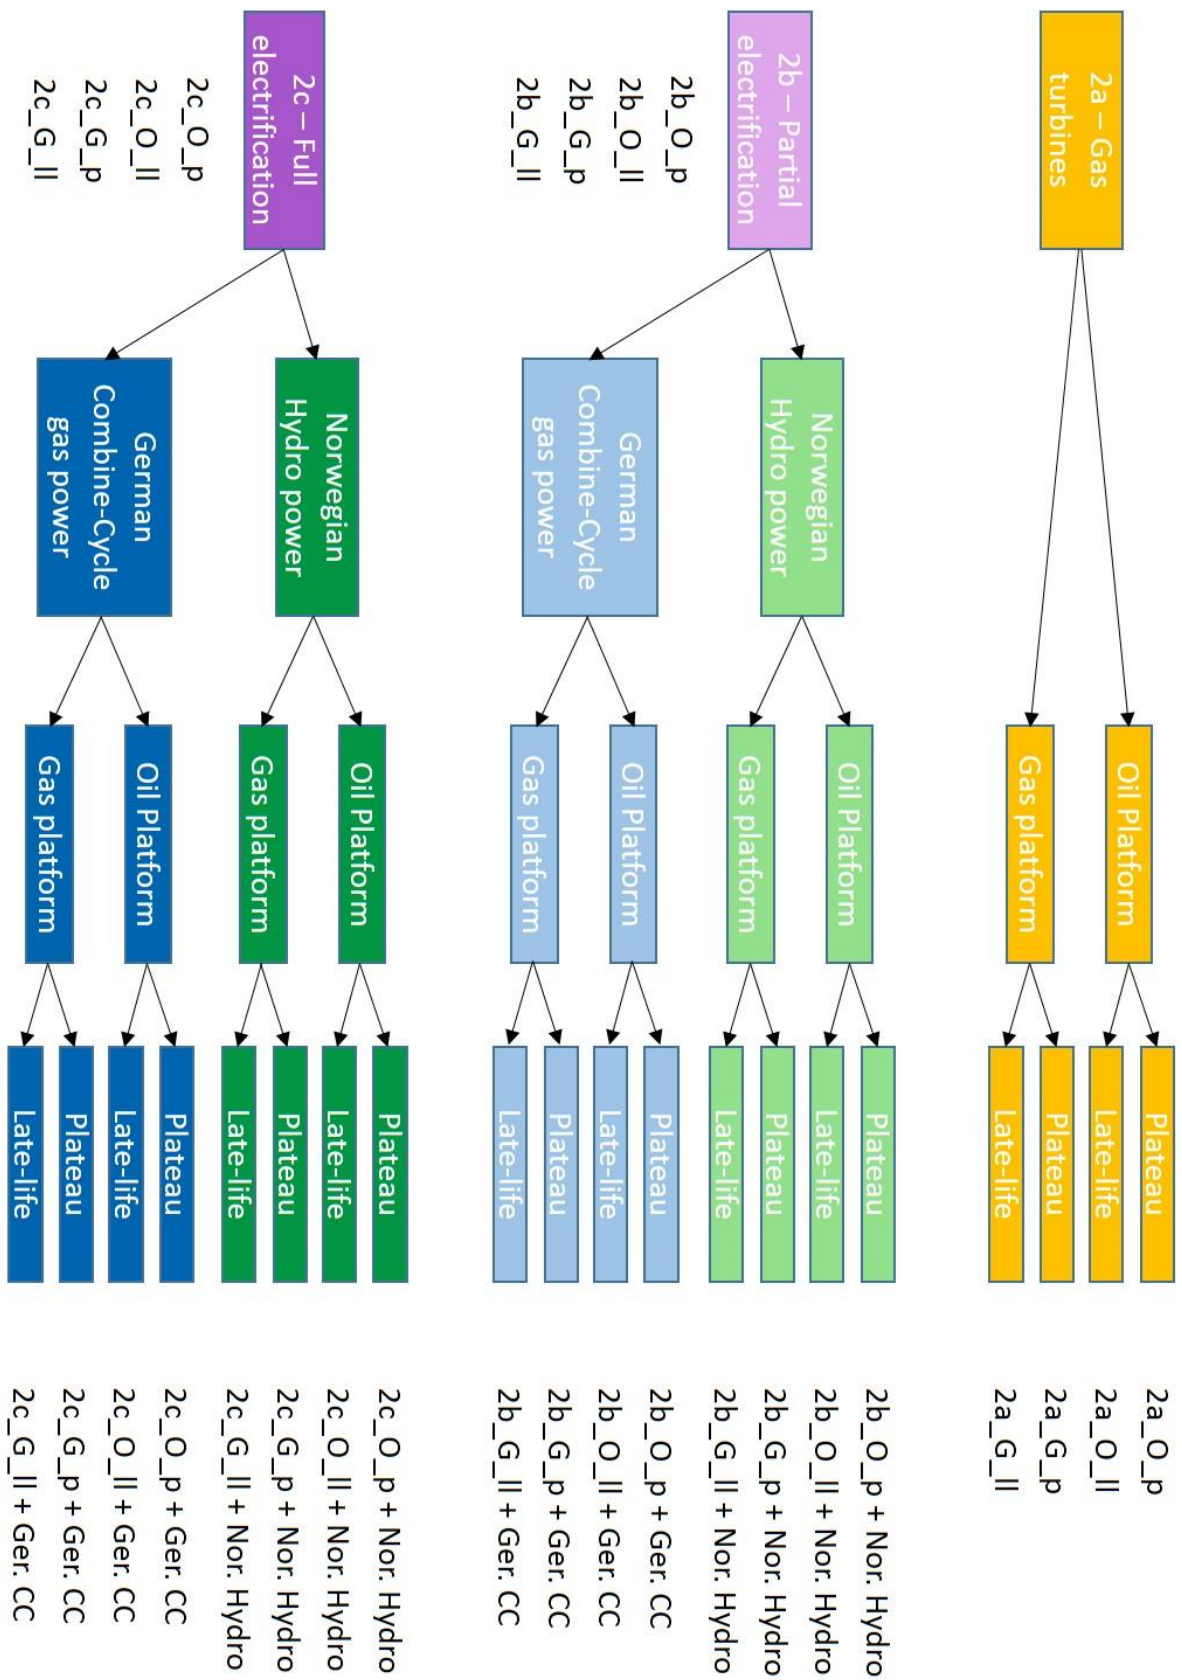 2a – Gas
turbines
Oil Platform
Gas platform
Plateau
Late-life
Plateau
Late-life
2a_O_p
2a_O_ll
2a_G_p
2a_G_ll
2b – Partial
electrification
2b_O_p
2b_O_ll
2b_G_p
2b_G_ll
Norwegian
Hydro power
German
Combine-Cycle
gas power
Oil Platform
Gas platform
Oil Platform
Gas platform
Plateau
Late-life
Plateau
Late-life
Plateau
Late-life
Plateau
Late-life
2b_O_p + Nor. Hydro
2b_O_ll + Nor. Hydro
2b_G_p + Nor. Hydro
2b_G_ll + Nor. Hydro
2b_O_p + Ger. CC
2b_O_ll + Ger. CC
2b_G_p + Ger. CC
2b_G_ll + Ger. CC
2c – Full
electrification
2c_O_p
2c_O_ll
2c_G_p
2c_G_ll
Norwegian
Hydro power
German
Combine-Cycle
gas power
Oil Platform
Gas platform
Oil Platform
Gas platform
Plateau
Late-life
Plateau
Late-life
Plateau
Late-life
Plateau
Late-life
2c_O_p + Nor. Hydro
2c_O_ll + Nor. Hydro
2c_G_p + Nor. Hydro
2c_G_ll + Nor. Hydro
2c_O_p + Ger. CC
2c_O_ll + Ger. CC
2c_G_p + Ger. CC
2c_G_ll + Ger. CC